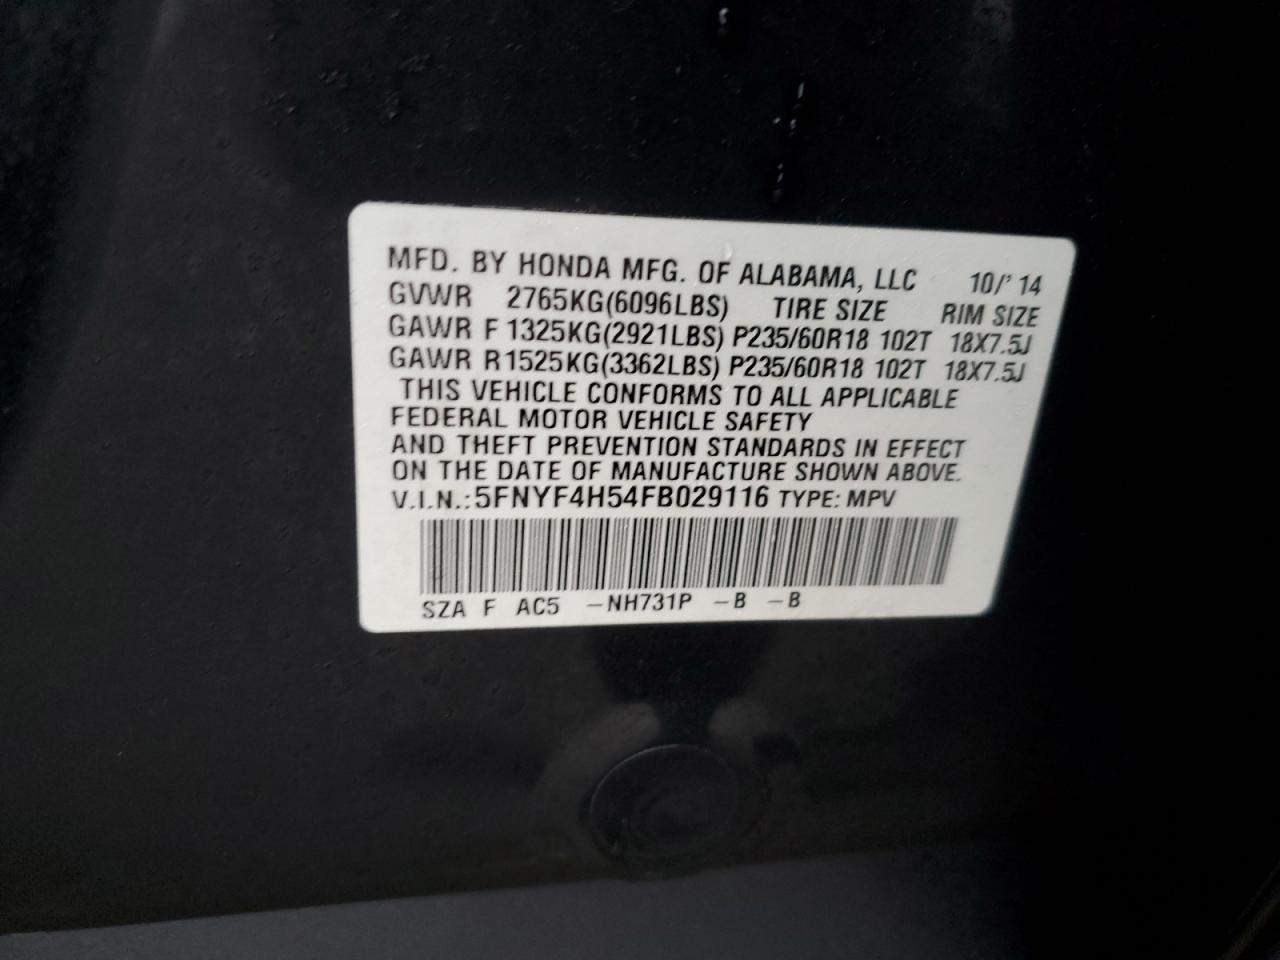 MFD. BY HONDA MFG. OF ALABAMA, LLC 10/' 14
GVWR 2765KG(6096LBS) TIRE SIZE RIM SIZE
GAWR F 1325KG(2921LBS) P235/60R18 102T 18X7.5J
GAWR R1525KG(3362LBS) P235/60R18 102T 18X7.5J
THIS VEHICLE CONFORMS TO ALL APPLICABLE
FEDERAL MOTOR VEHICLE SAFETY
AND THEFT PREVENTION STANDARDS IN EFFECT
ON THE DATE OF MANUFACTURE SHOWN ABOVE.
V.I.N.: 5FNYF4H54FB029116 TYPE: MPV
SZA F AC5 -NH731P -B -B